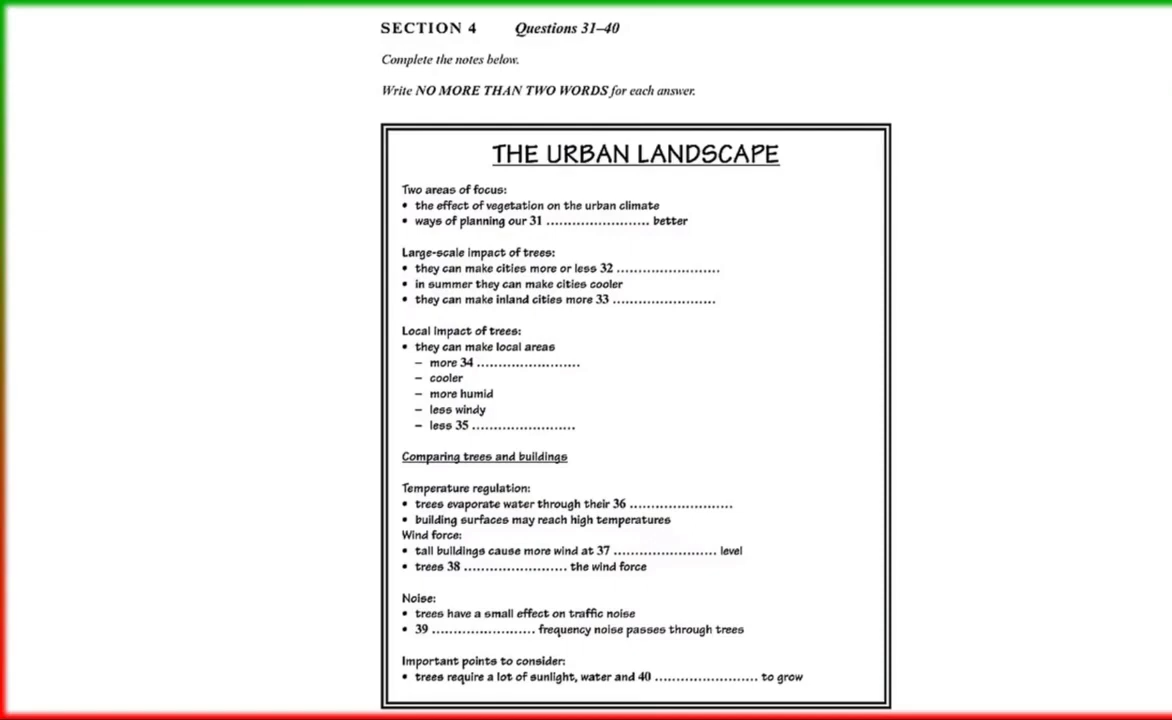 SECTION 4 Questions 31–40
Complete the notes below.
Write NO MORE THAN TWO WORDS for each answer.
THE URBAN LANDSCAPE
Two areas of focus:
• the effect of vegetation on the urban climate
• ways of planning our 31 ........................ better
Large-scale impact of trees:
• they can make cities more or less 32 ........................
• in summer they can make cities cooler
• they can make inland cities more 33 ........................
Local impact of trees:
• they can make local areas
– more 34 ........................
– cooler
– more humid
– less windy
– less 35 ........................
Comparing trees and buildings
Temperature regulation:
• trees evaporate water through their 36 ........................
• building surfaces may reach high temperatures
Wind force:
• tall buildings cause more wind at 37 ........................ level
• trees 38 ........................ the wind force
Noise:
• trees have a small effect on traffic noise
• 39 ........................ frequency noise passes through trees
Important points to consider:
• trees require a lot of sunlight, water and 40 ........................ to grow